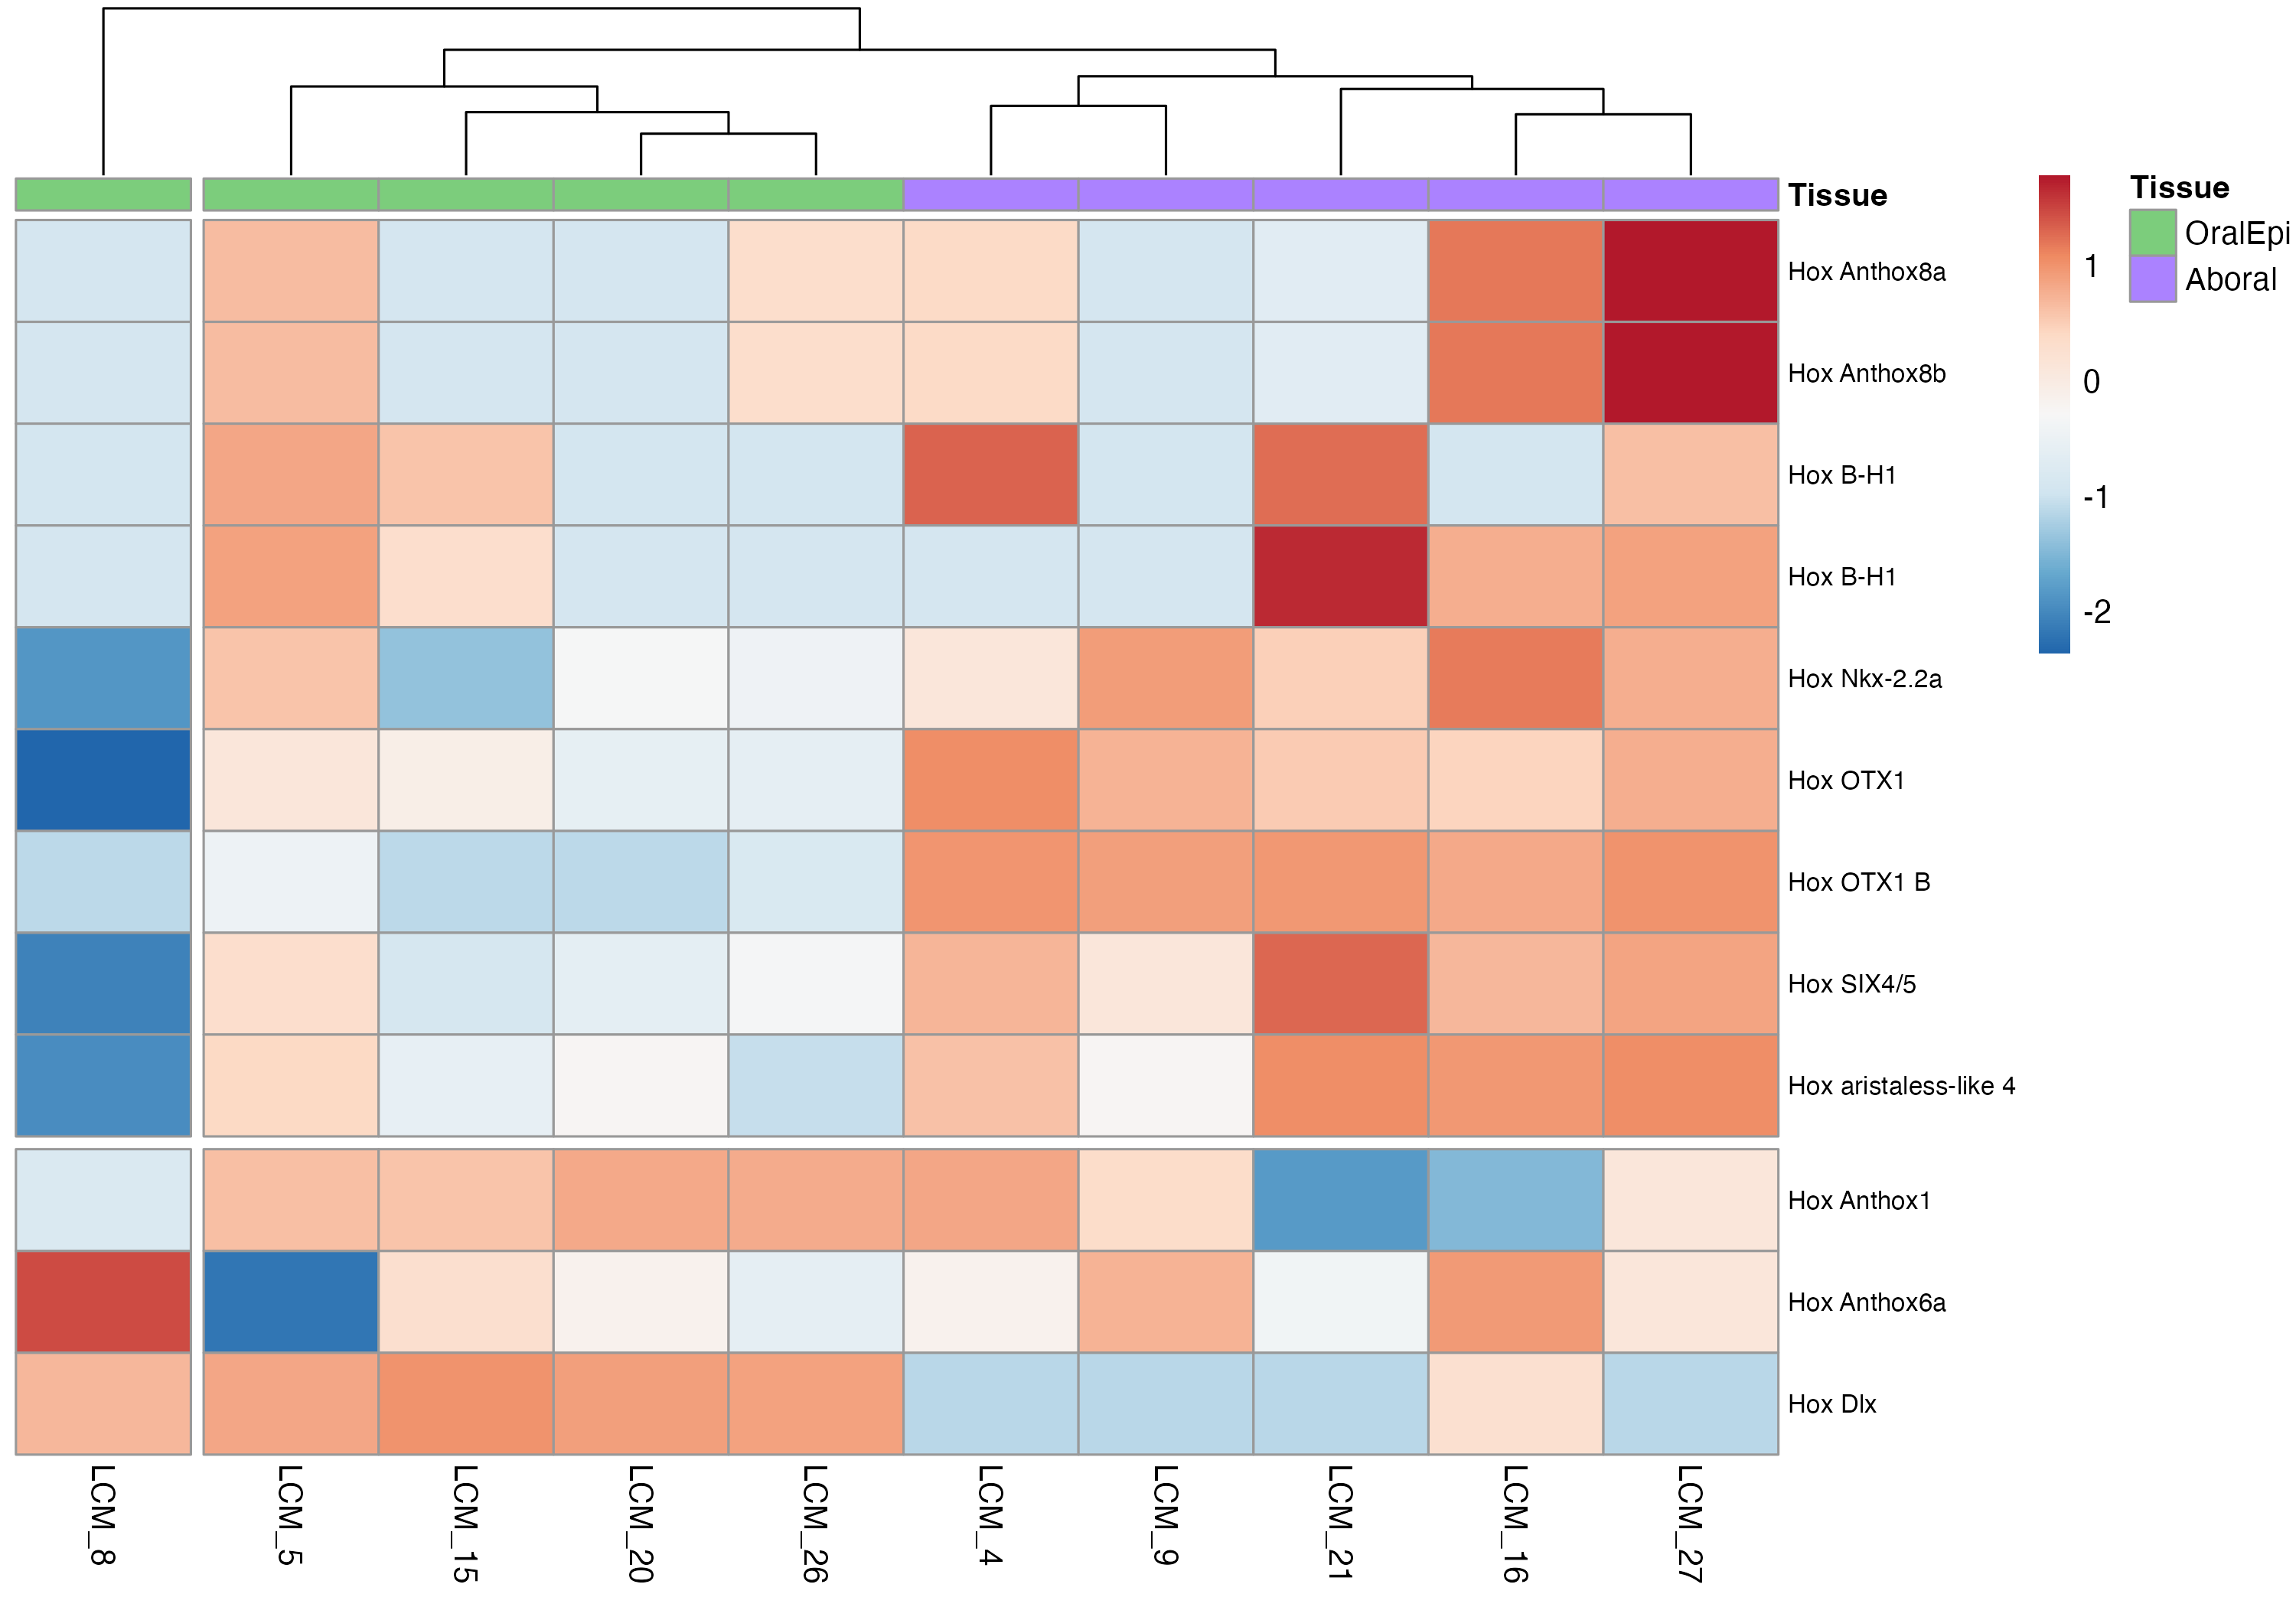 Tissue
Hox Anthox8a
Hox Anthox8b
Hox B-H1
Hox B-H1
Hox Nkx-2.2a
Hox OTX1
Hox OTX1 B
Hox SIX4/5
Hox aristaless-like 4
Hox Anthox1
Hox Anthox6a
Hox Dlx
LCM_8
LCM_5
LCM_15
LCM_20
LCM_26
LCM_4
LCM_9
LCM_21
LCM_16
LCM_27
1
0
-1
-2
Tissue
OralEpi
Aboral